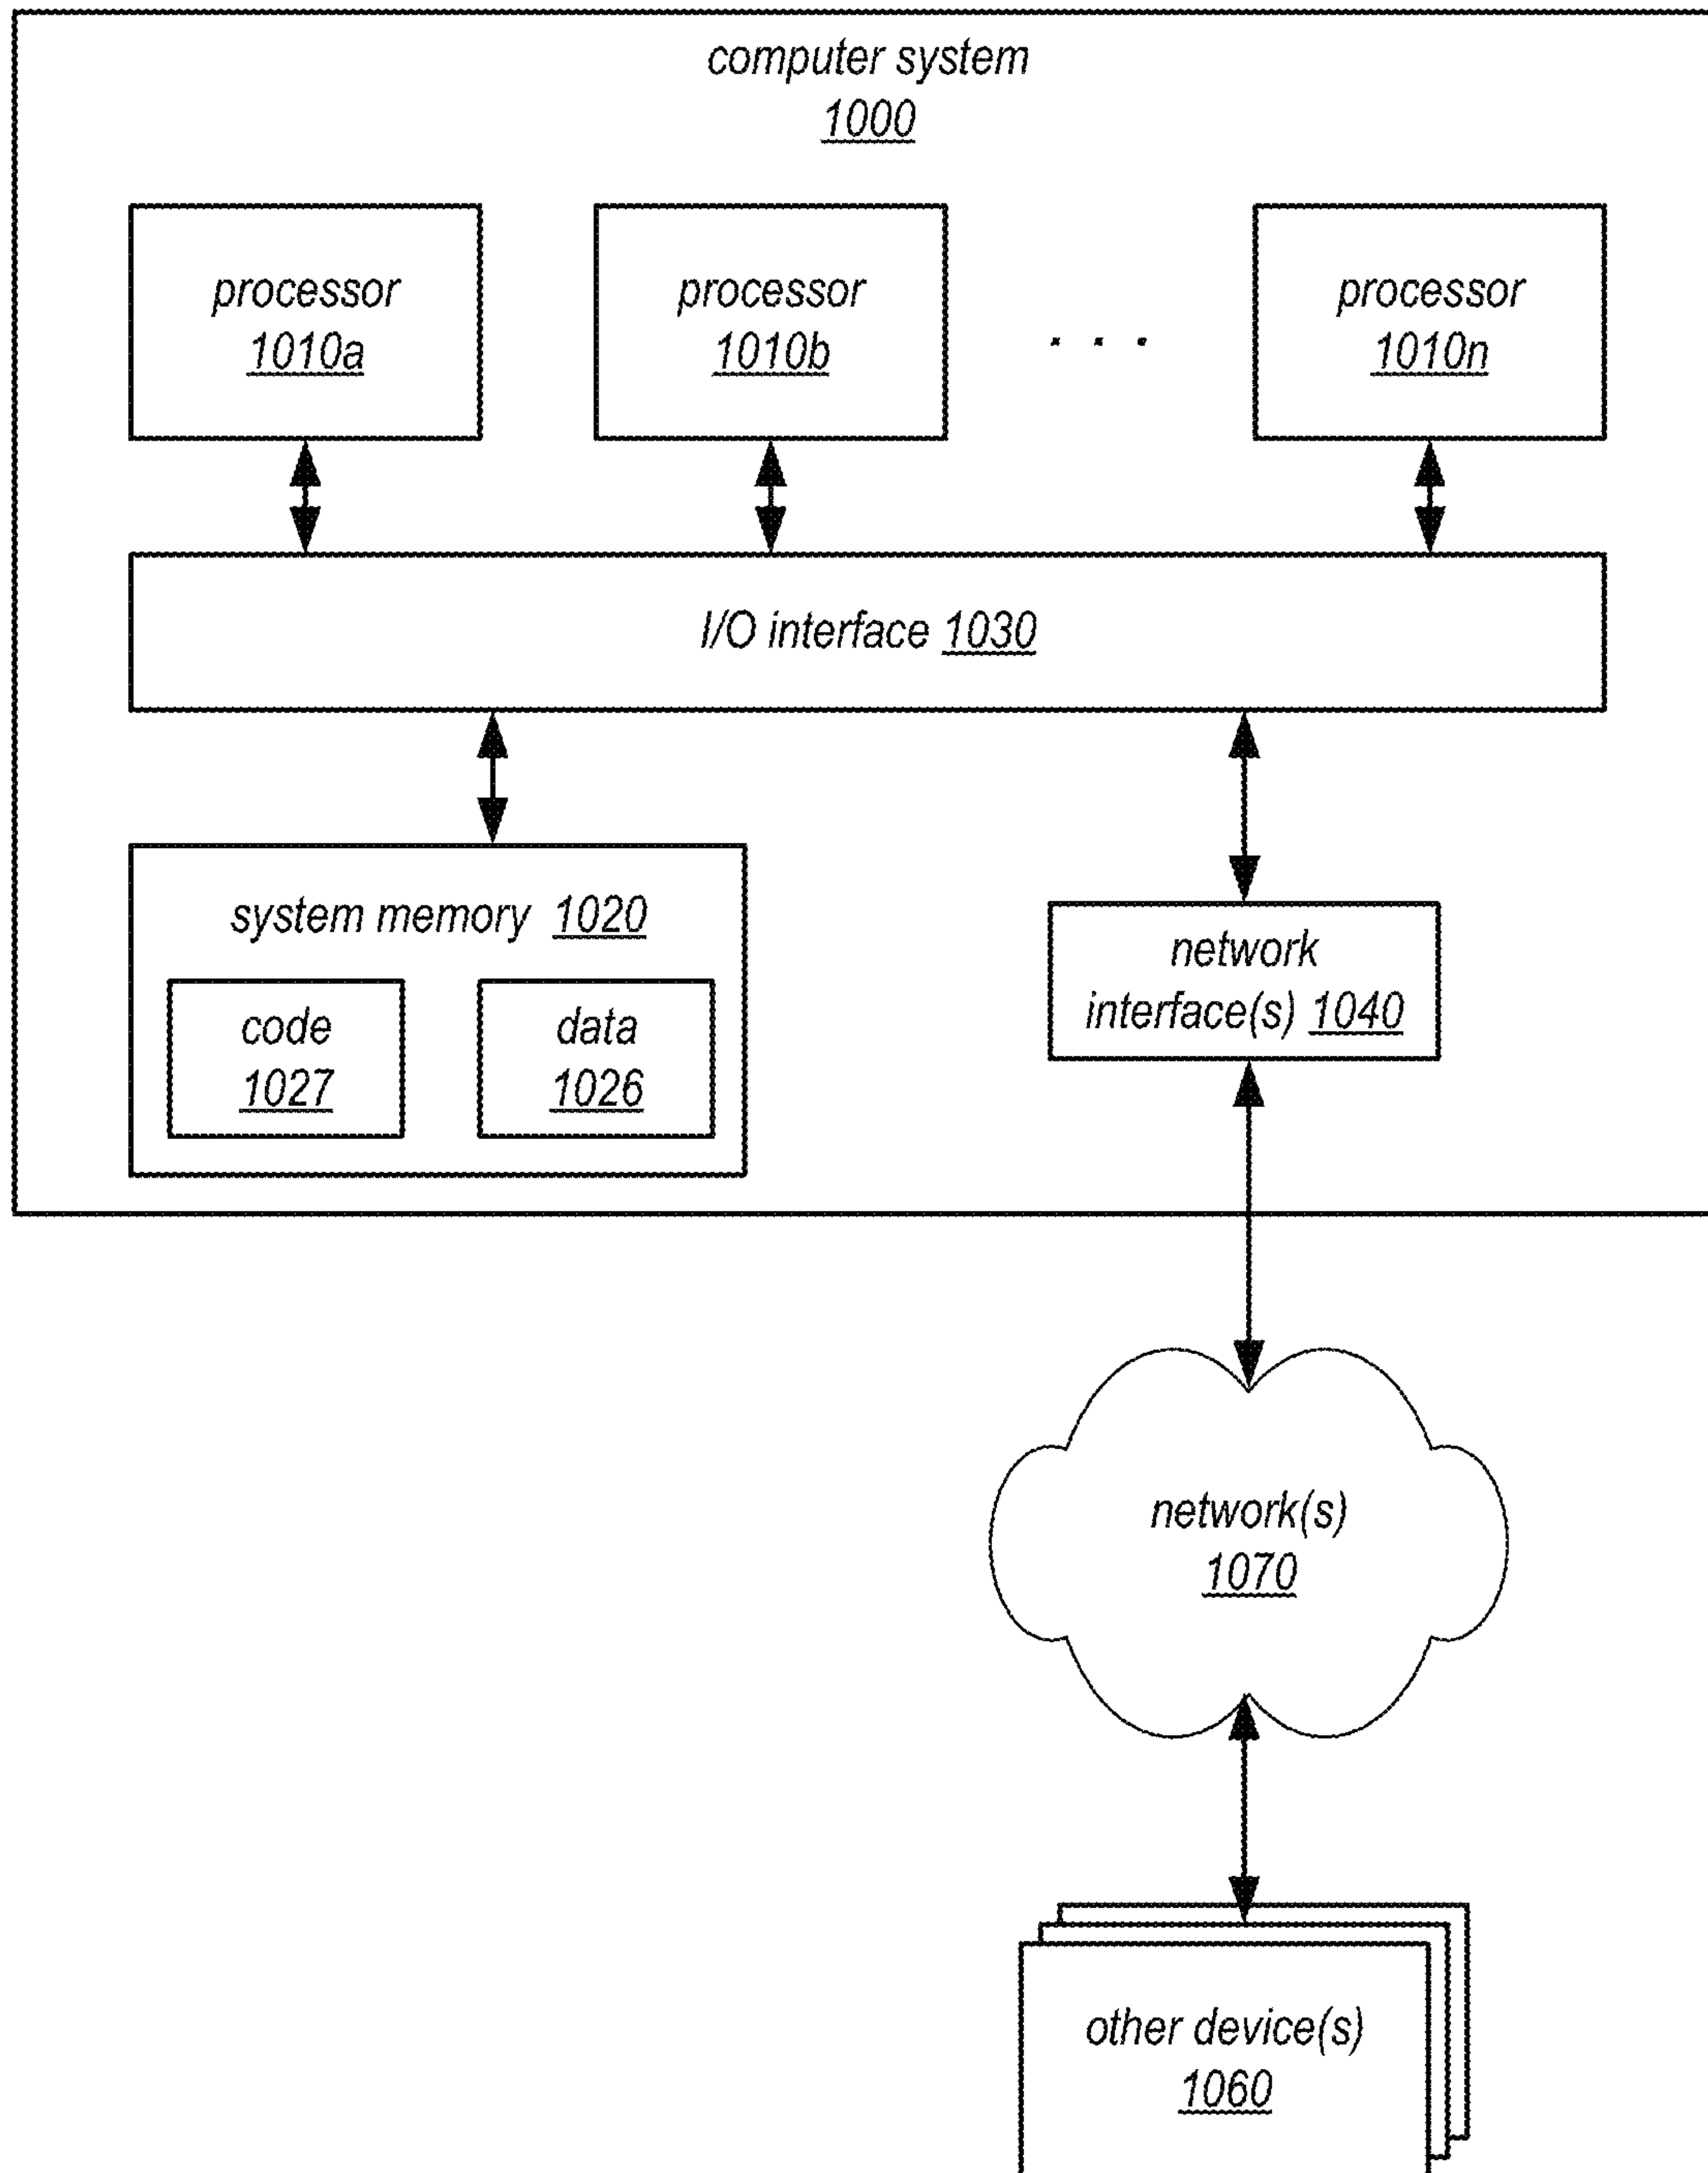 computer system
1000
processor
1010a
processor
1010b
. . .
processor
1010n
I/O interface 1030
system memory 1020
code
1027
data
1026
network
interface(s) 1040
network(s)
1070
other device(s)
1060